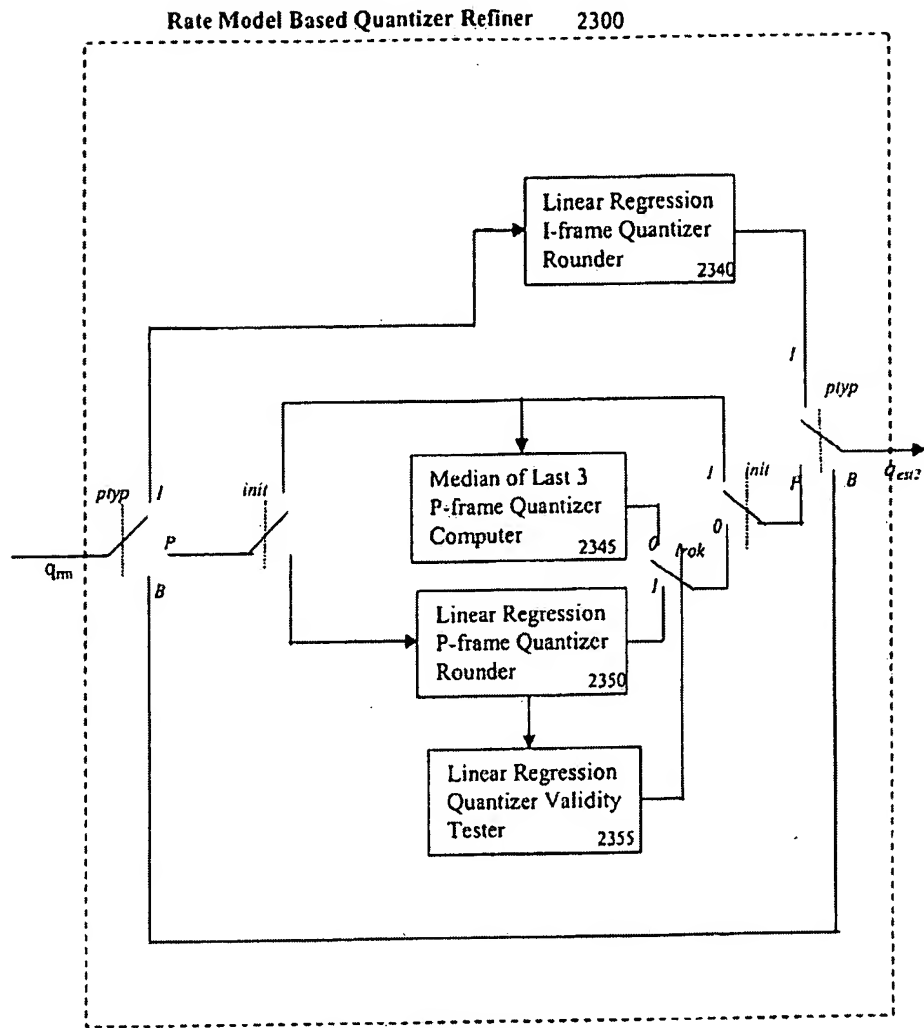 Rate Model Based Quantizer Refiner 2300
Linear Regression
I-frame Quantizer
Rounder
2340
I
ptyp
ptyp
I
init
Median of Last 3
P-frame Quantizer
Computer
2345
I
init
P
B
q_est2
P
B
q_rm
0
rok
0
I
Linear Regression
P-frame Quantizer
Rounder
2350
Linear Regression
Quantizer Validity
Tester
2355